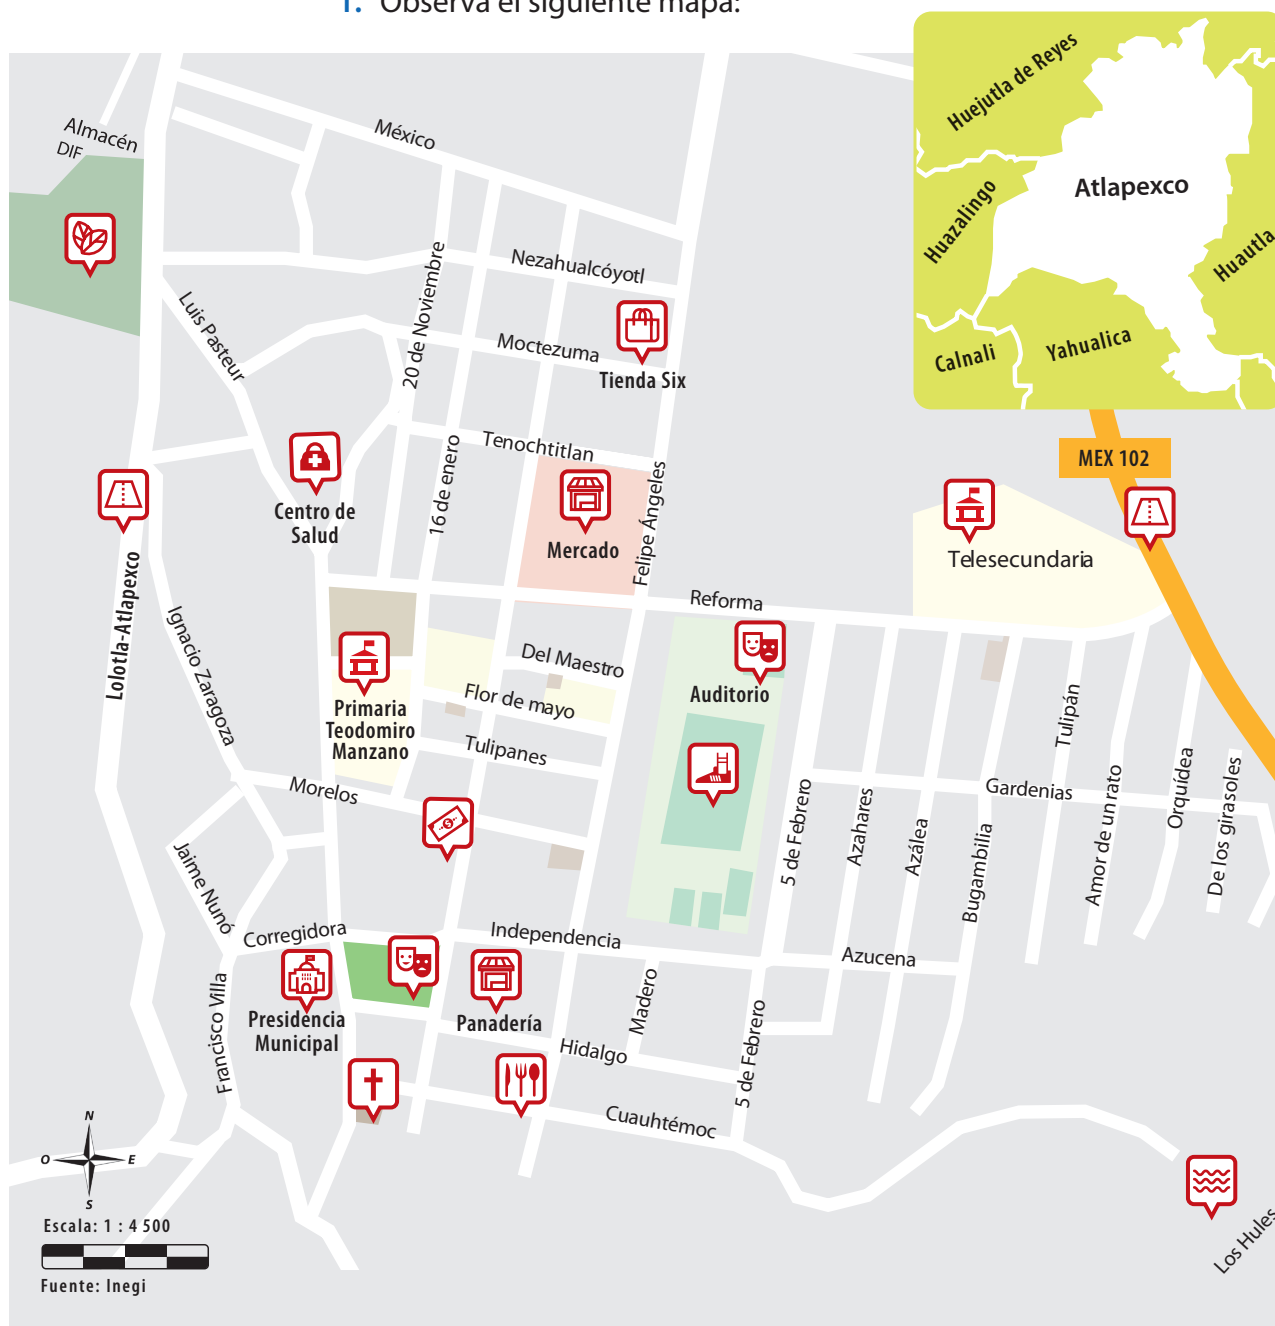 1. Observa el siguiente mapa:
Huejutla de Reyes
Atlapexco
Huazalingo
Huautla
Calnali
Yahualica
Almacén
DIF
México
Nezahualcóyotl
20 de Noviembre
Luis Pasteur
Moctezuma
Tienda Six
Tenochtitlan
16 de enero
MEX 102
Centro de
Salud
Mercado
Felipe Ángeles
Telesecundaria
Lolotla-Atlapexco
Reforma
Ignacio Zaragoza
Del Maestro
Auditorio
Primaria
Teodomiro
Manzano
Flor de mayo
Tulipanes
Tulipán
Morelos
Gardenias
Orquídea
De los girasoles
5 de Febrero
Azahares
Azálea
Bugambilia
Amor de un rato
Jaime Nunó
Corregidora
Independencia
Azucena
Presidencia
Municipal
Panadería
Madero
Francisco Villa
Hidalgo
5 de Febrero
Cuauhtémoc
Los Hules
N
O
E
S
Escala: 1 : 4 500
Fuente: Inegi